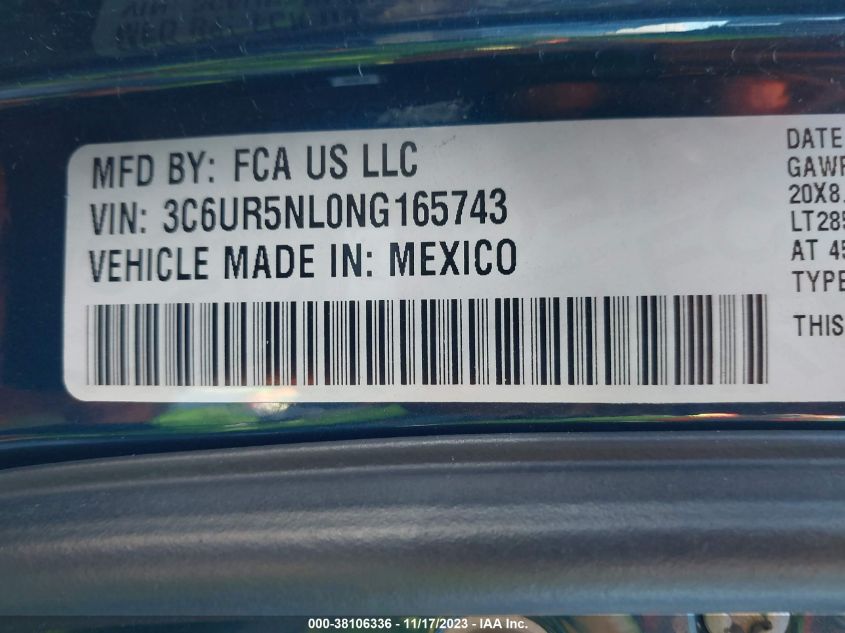 MFD BY: FCA US LLC
VIN: 3C6UR5NL0NG165743
VEHICLE MADE IN: MEXICO
DATE
GAWR
20X8.
LT285
AT 45
TYPE
THIS
000-38106336 - 11/17/2023 - IAA Inc.